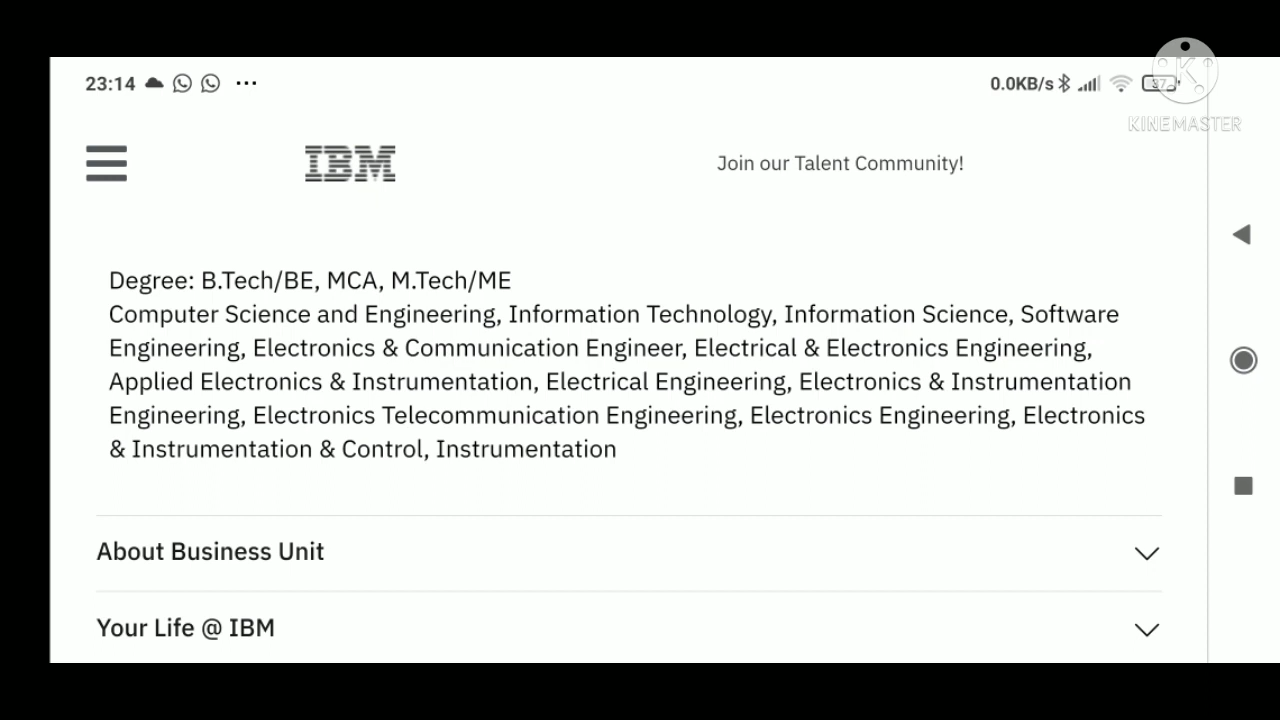 23:14 ...
0.0KB/s 37
KINEMASTER
IBM
Join our Talent Community!
Degree: B.Tech/BE, MCA, M.Tech/ME
Computer Science and Engineering, Information Technology, Information Science, Software
Engineering, Electronics & Communication Engineer, Electrical & Electronics Engineering,
Applied Electronics & Instrumentation, Electrical Engineering, Electronics & Instrumentation
Engineering, Electronics Telecommunication Engineering, Electronics Engineering, Electronics
& Instrumentation & Control, Instrumentation
About Business Unit
Your Life @ IBM